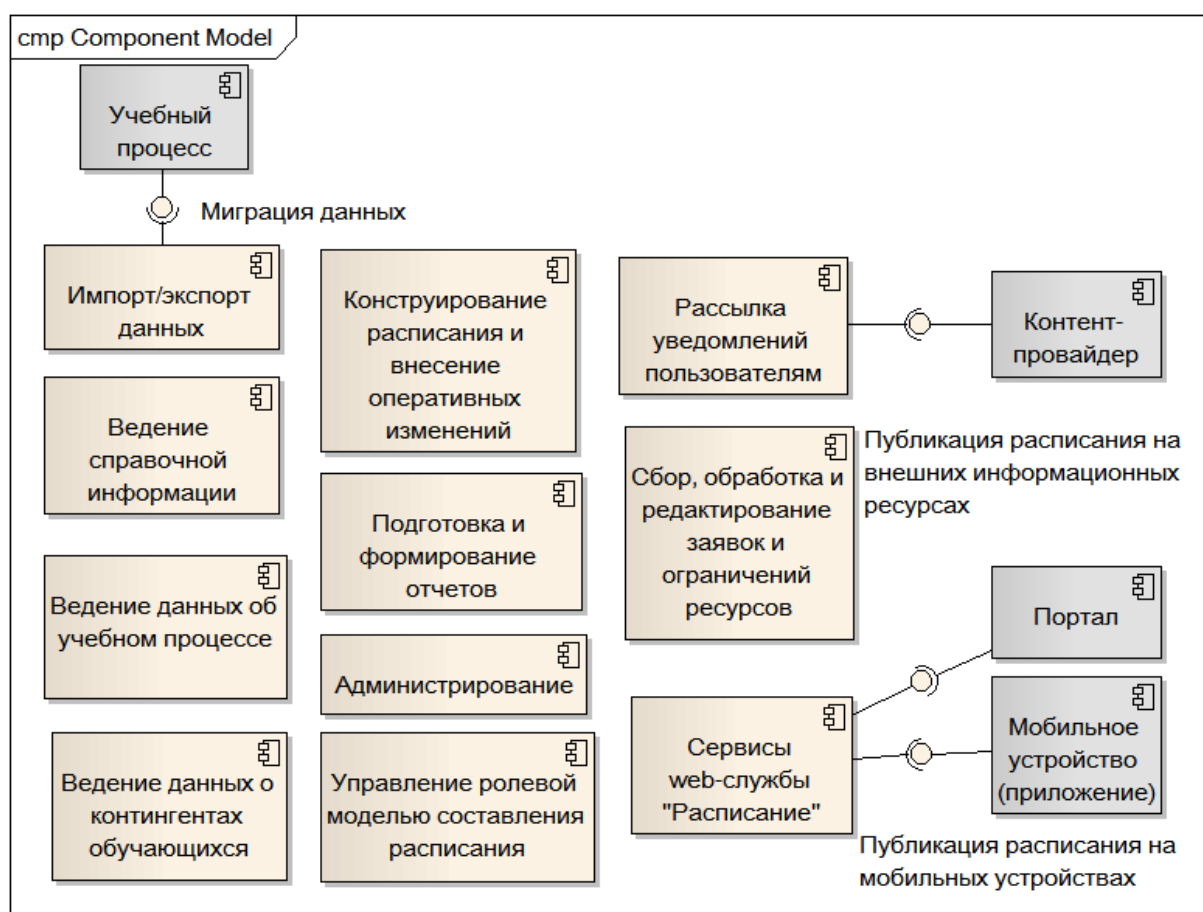 cmp Component Model
Учебный
процесс
Миграция данных
Импорт/экспорт
данных
Ведение
справочной
информации
Ведение данных об
учебном процессе
Ведение данных о
контингентах
обучающихся
Конструирование
расписания и
внесение
оперативных
изменений
Подготовка и
формирование
отчетов
Администрирование
Управление ролевой
моделью составления
расписания
Рассылка
уведомлений
пользователям
Контент-
провайдер
Сбор, обработка и
редактирование
заявок и
ограничений
ресурсов
Публикация расписания на
внешних информационных
ресурсах
Портал
Сервисы
web-службы
"Расписание"
Мобильное
устройство
(приложение)
Публикация расписания на
мобильных устройствах